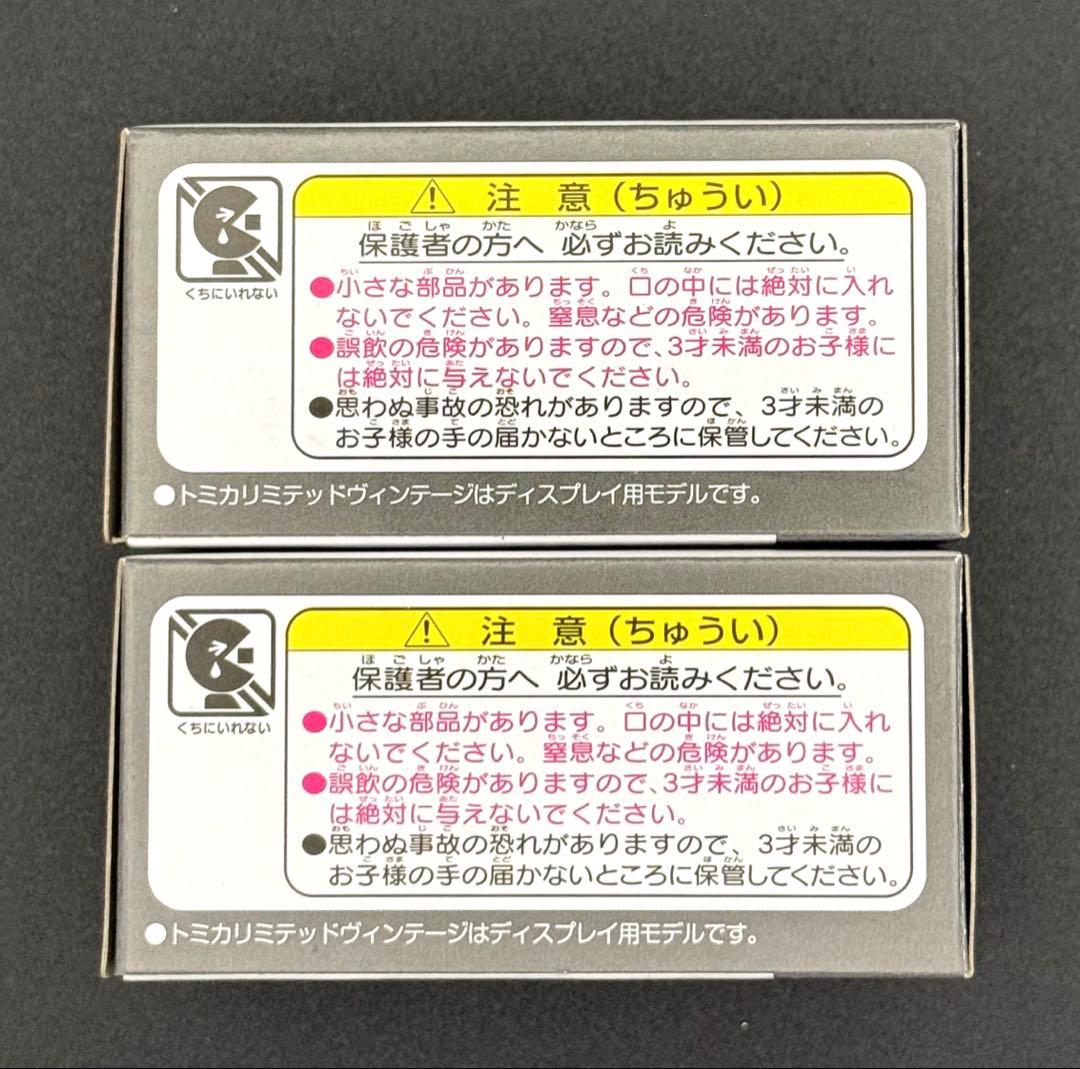 ⚠ 注 意（ちゅうい）
保護者の方へ 必ずお読みください。
●小さな部品があります。口の中には絶対に入れ
ないでください。窒息などの危険があります。
●誤飲の危険がありますので、3才未満のお子様に
は絶対に与えないでください。
●思わぬ事故の恐れがありますので、3才未満の
お子様の手の届かないところに保管してください。
くちにいれない
●トミカリミテッドヴィンテージはディスプレイ用モデルです。
⚠ 注 意（ちゅうい）
保護者の方へ 必ずお読みください。
●小さな部品があります。口の中には絶対に入れ
ないでください。窒息などの危険があります。
●誤飲の危険がありますので、3才未満のお子様に
は絶対に与えないでください。
●思わぬ事故の恐れがありますので、3才未満の
お子様の手の届かないところに保管してください。
くちにいれない
●トミカリミテッドヴィンテージはディスプレイ用モデルです。